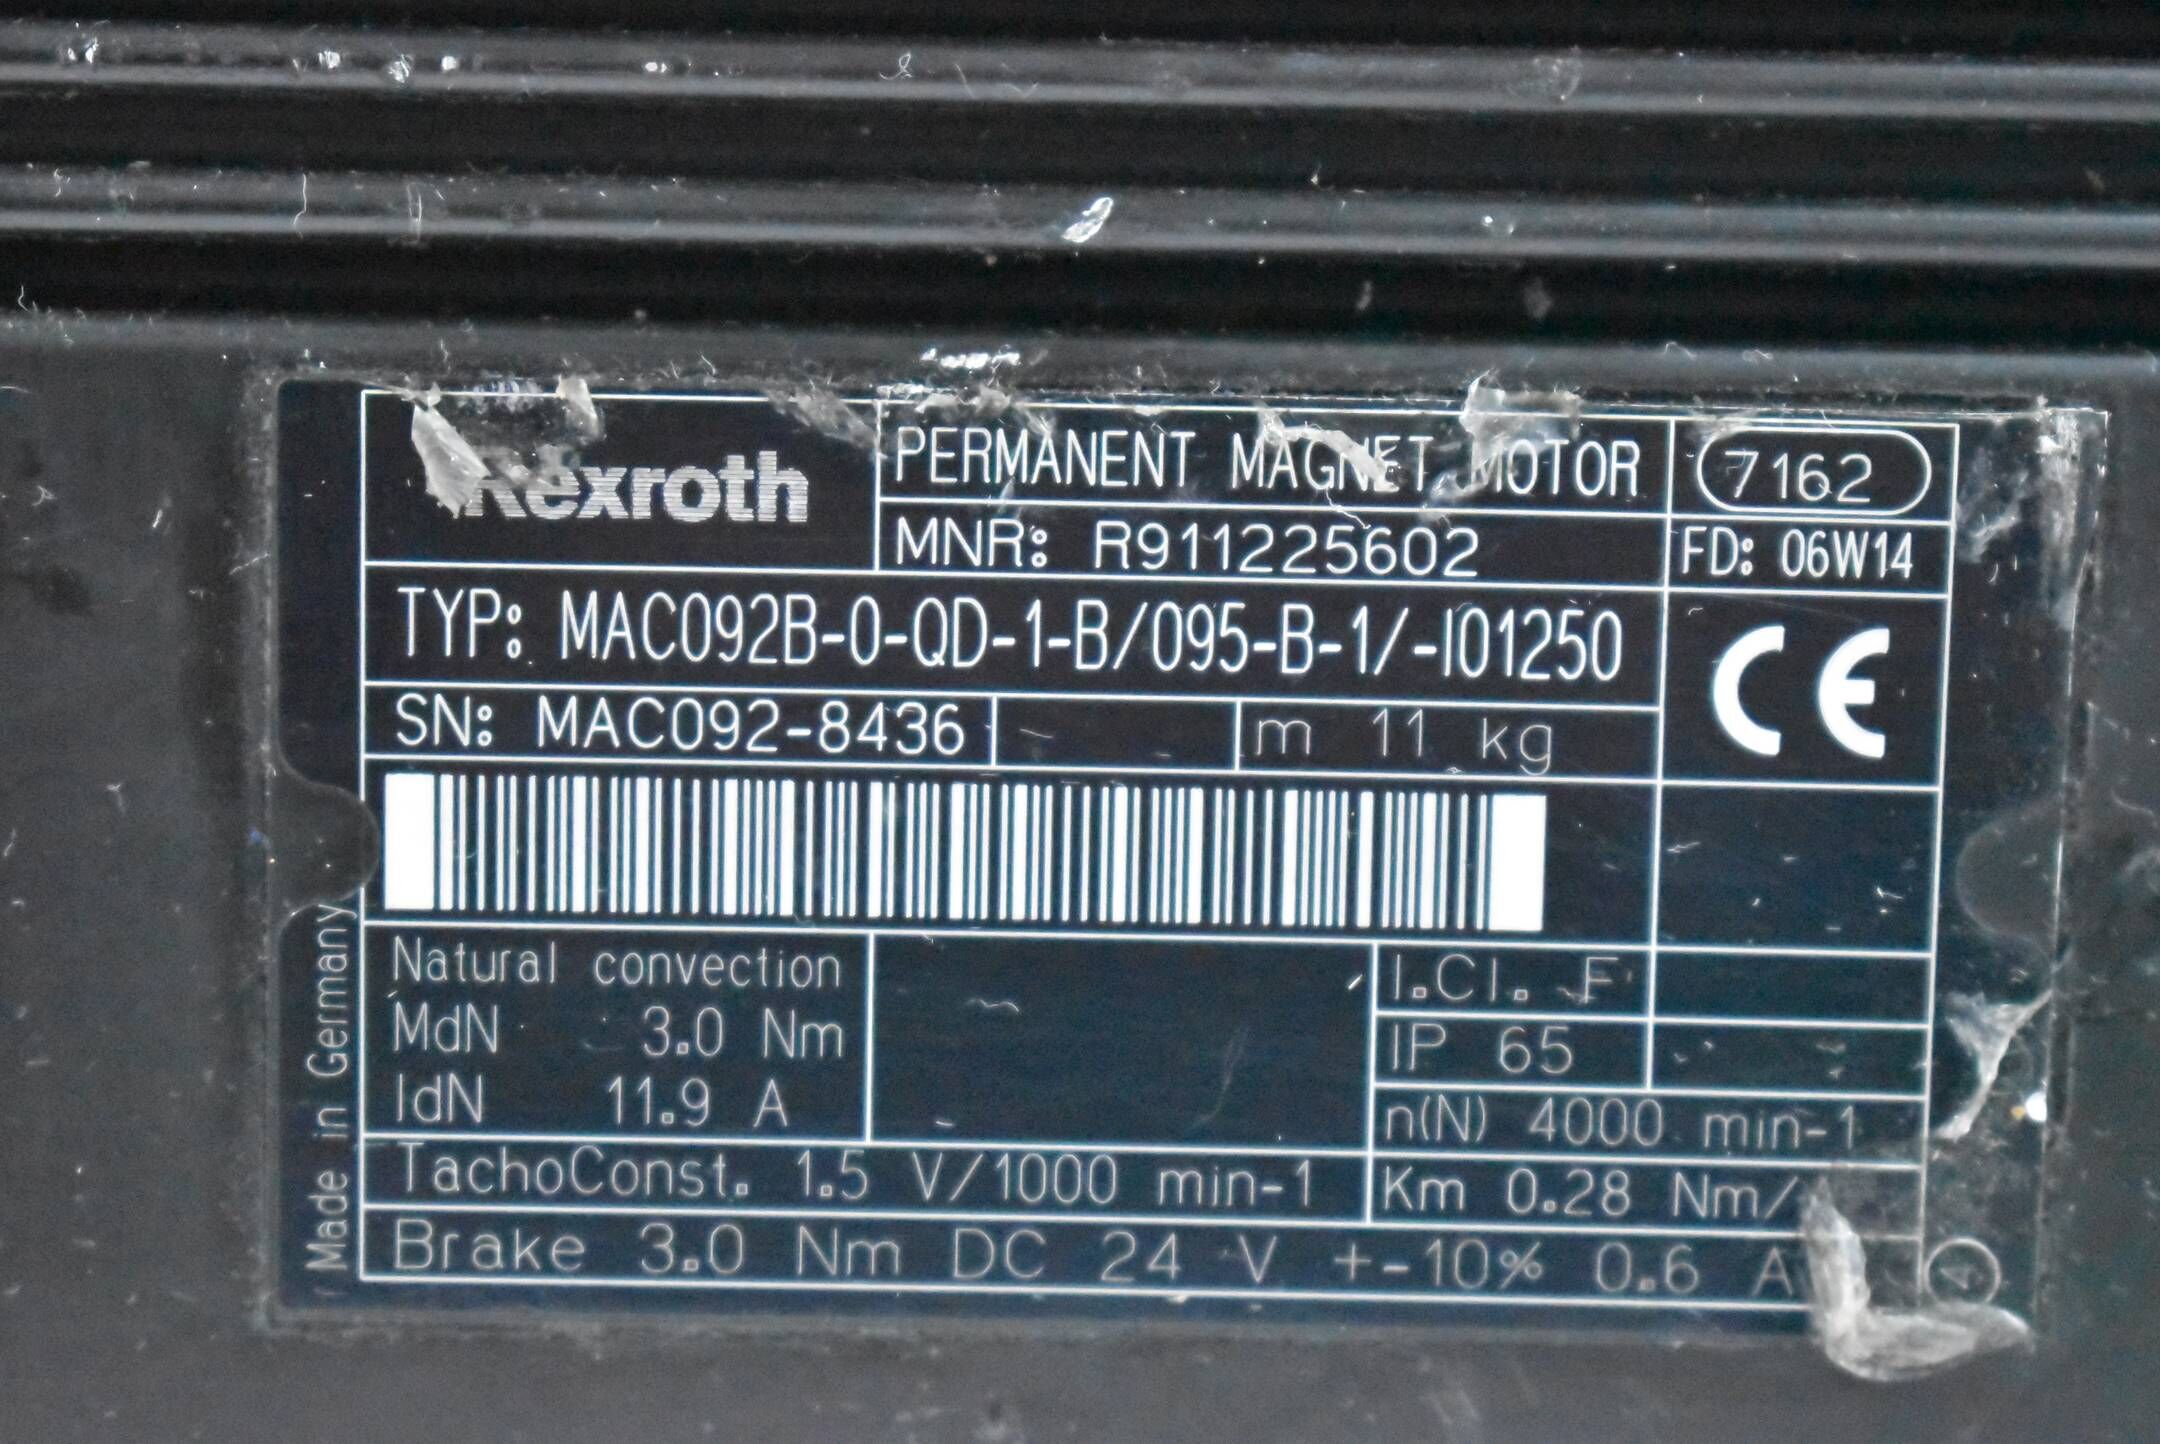 Rexroth
PERMANENT MAGNET MOTOR
7162
MNR: R911225602
FD: 06W14
TYP: MAC092B-0-QD-1-B/095-B-1/-I01250
CE
SN: MAC092-8436
m 11 kg
Natural convection
MdN 3.0 Nm
IdN 11.9 A
I.Cl. F
IP 65
n(N) 4000 min-1
TachoConst. 1.5 V/1000 min-1
Km 0.28 Nm/
Brake 3.0 Nm DC 24 V +-10% 0.6 A
Made in Germany